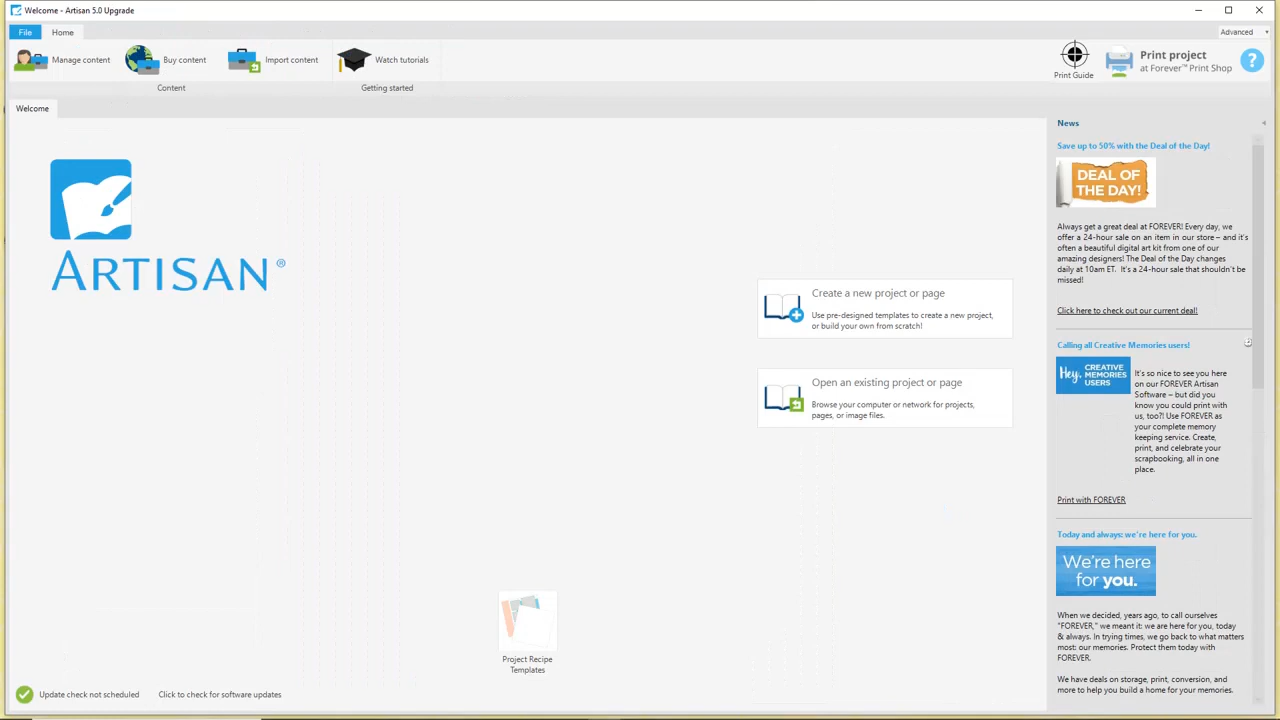 Welcome - Artisan 5.0 Upgrade
File
Home
Advanced
Manage content
Buy content
Import content
Watch tutorials
Content
Getting started
Print Guide
Print project
at Forever™ Print Shop
?
Welcome
ARTISAN®
Create a new project or page
Use pre-designed templates to create a new project,
or build your own from scratch!
Open an existing project or page
Browse your computer or network for projects,
pages, or image files.
Project Recipe
Templates
Update check not scheduled
Click to check for software updates
News
Save up to 50% with the Deal of the Day!
DEAL OF
THE DAY!
Always get a great deal at FOREVER! Every day, we
offer a 24-hour sale on an item in our store – and it's
often a beautiful digital art kit from one of our
amazing designers! The Deal of the Day changes
daily at 10am ET. It's a 24-hour sale that shouldn't be
missed!
Click here to check out our current deal!
Calling all Creative Memories users!
Hey, CREATIVE
MEMORIES
USERS
It's so nice to see you here
on our FOREVER Artisan
Software – but did you
know you could print with
us, too?! Use FOREVER as
your complete memory
keeping service. Create,
print, and celebrate your
scrapbooking, all in one
place.
Print with FOREVER
Today and always: we're here for you.
We're here
for you.
When we decided, years ago, to call ourselves
"FOREVER," we meant it: we are here for you, today
& always. In trying times, we go back to what matters
most: our memories. Protect them today with
FOREVER.
We have deals on storage, print, conversion, and
more to help you build a home for your memories.